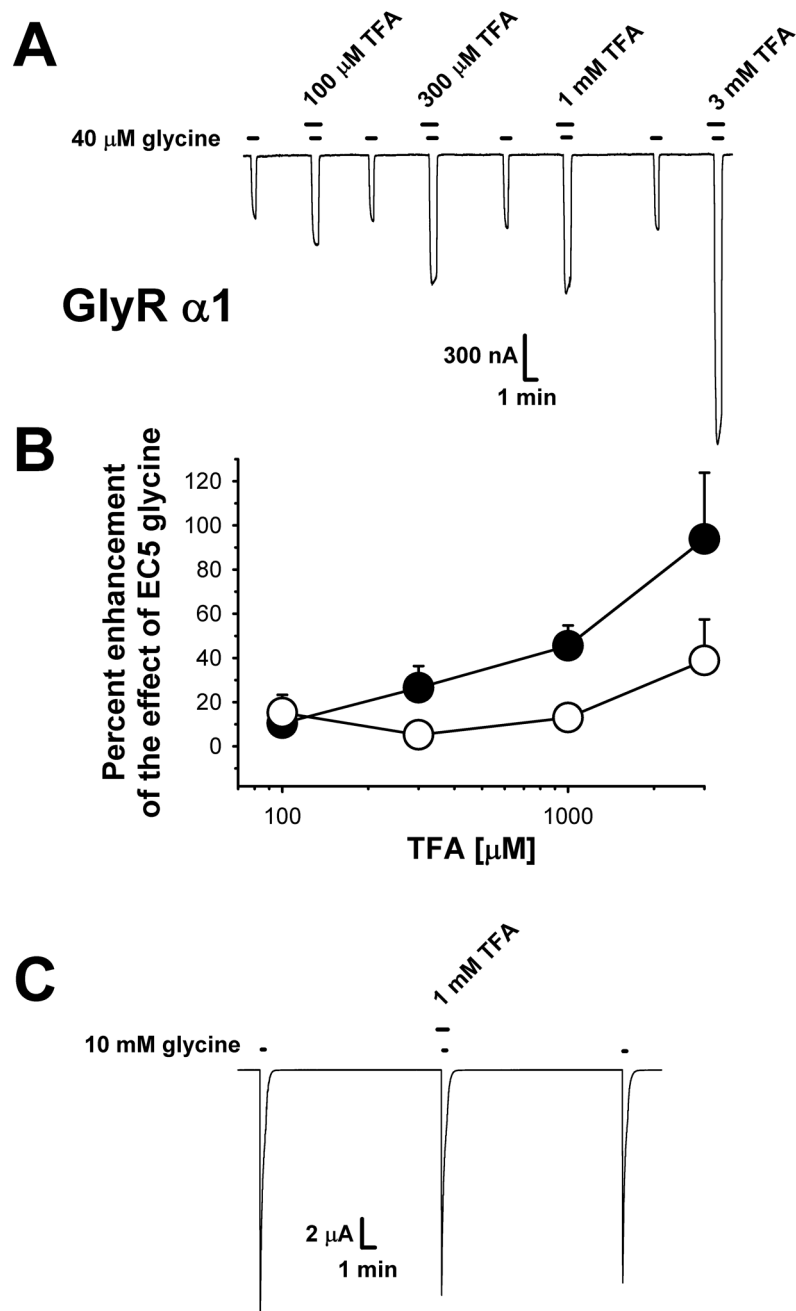 A
100 μM TFA
300 μM TFA
1 mM TFA
3 mM TFA
40 μM glycine
GlyR α1
300 nA
1 min
B
Percent enhancement
of the effect of EC5 glycine
120
100
80
60
40
20
0
100
1000
TFA [μM]
C
1 mM TFA
10 mM glycine
2 μA
1 min